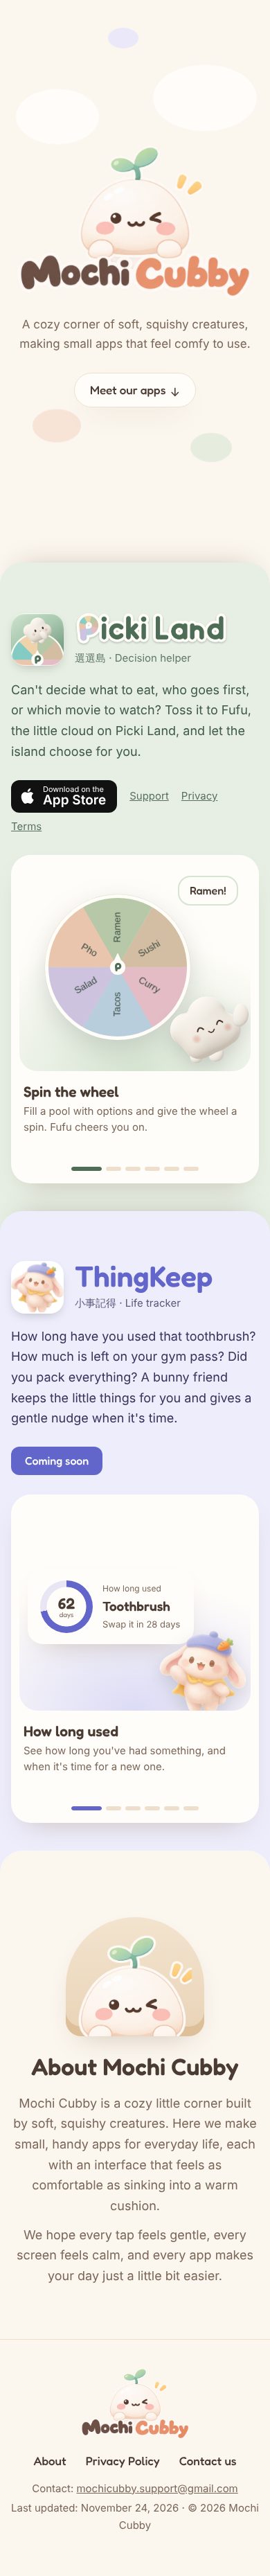 Mochi Cubby
A cozy corner of soft, squishy creatures,
making small apps that feel comfy to use.
Meet our apps ↓
Picki Land
選選島 · Decision helper
Can't decide what to eat, who goes first,
or which movie to watch? Toss it to Fufu,
the little cloud on Picki Land, and let the
island choose for you.
Download on the
App Store
Support Privacy
Terms
Ramen!
Ramen
Sushi
Curry
Tacos
Salad
Pho
P
Spin the wheel
Fill a pool with options and give the wheel a
spin. Fufu cheers you on.
ThingKeep
小事記得 · Life tracker
How long have you used that toothbrush?
How much is left on your gym pass? Did
you pack everything? A bunny friend
keeps the little things for you and gives a
gentle nudge when it's time.
Coming soon
How long used
62
days
Toothbrush
Swap it in 28 days
How long used
See how long you've had something, and
when it's time for a new one.
About Mochi Cubby
Mochi Cubby is a cozy little corner built
by soft, squishy creatures. Here we make
small, handy apps for everyday life, each
with an interface that feels as
comfortable as sinking into a warm
cushion.
We hope every tap feels gentle, every
screen feels calm, and every app makes
your day just a little bit easier.
Mochi Cubby
About Privacy Policy Contact us
Contact: mochicubby.support@gmail.com
Last updated: November 24, 2026 · © 2026 Mochi
Cubby